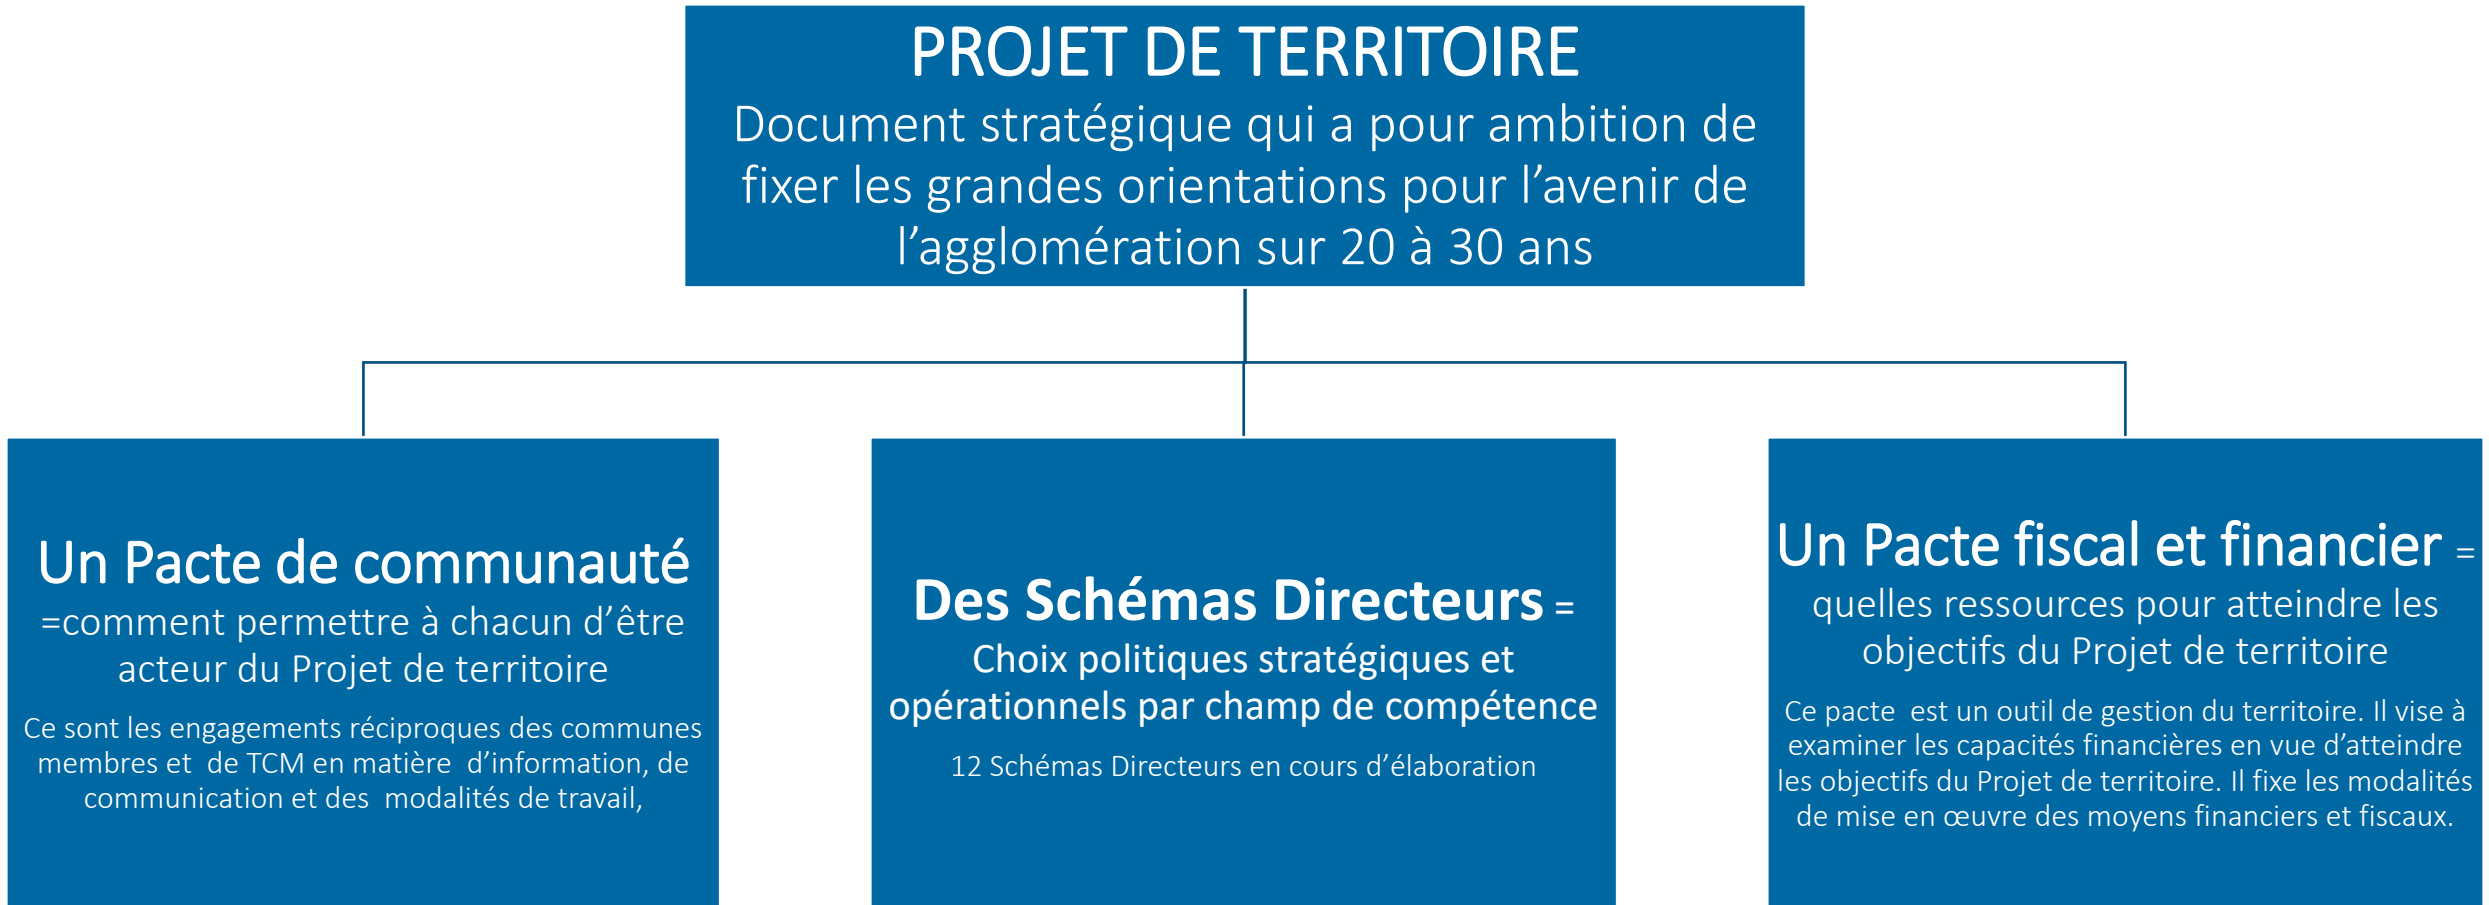 PROJET DE TERRITOIRE
Document stratégique qui a pour ambition de
fixer les grandes orientations pour l’avenir de
l’agglomération sur 20 à 30 ans
Un Pacte de communauté
=comment permettre à chacun d’être
acteur du Projet de territoire
Ce sont les engagements réciproques des communes
membres et  de TCM en matière  d’information, de
communication et des  modalités de travail,
Des Schémas Directeurs =
Choix politiques stratégiques et
opérationnels par champ de compétence
12 Schémas Directeurs en cours d’élaboration
Un Pacte fiscal et financier =
quelles ressources pour atteindre les
objectifs du Projet de territoire
Ce pacte  est un outil de gestion du territoire. Il vise à
examiner les capacités financières en vue d’atteindre
les objectifs du Projet de territoire. Il fixe les modalités
de mise en œuvre des moyens financiers et fiscaux.